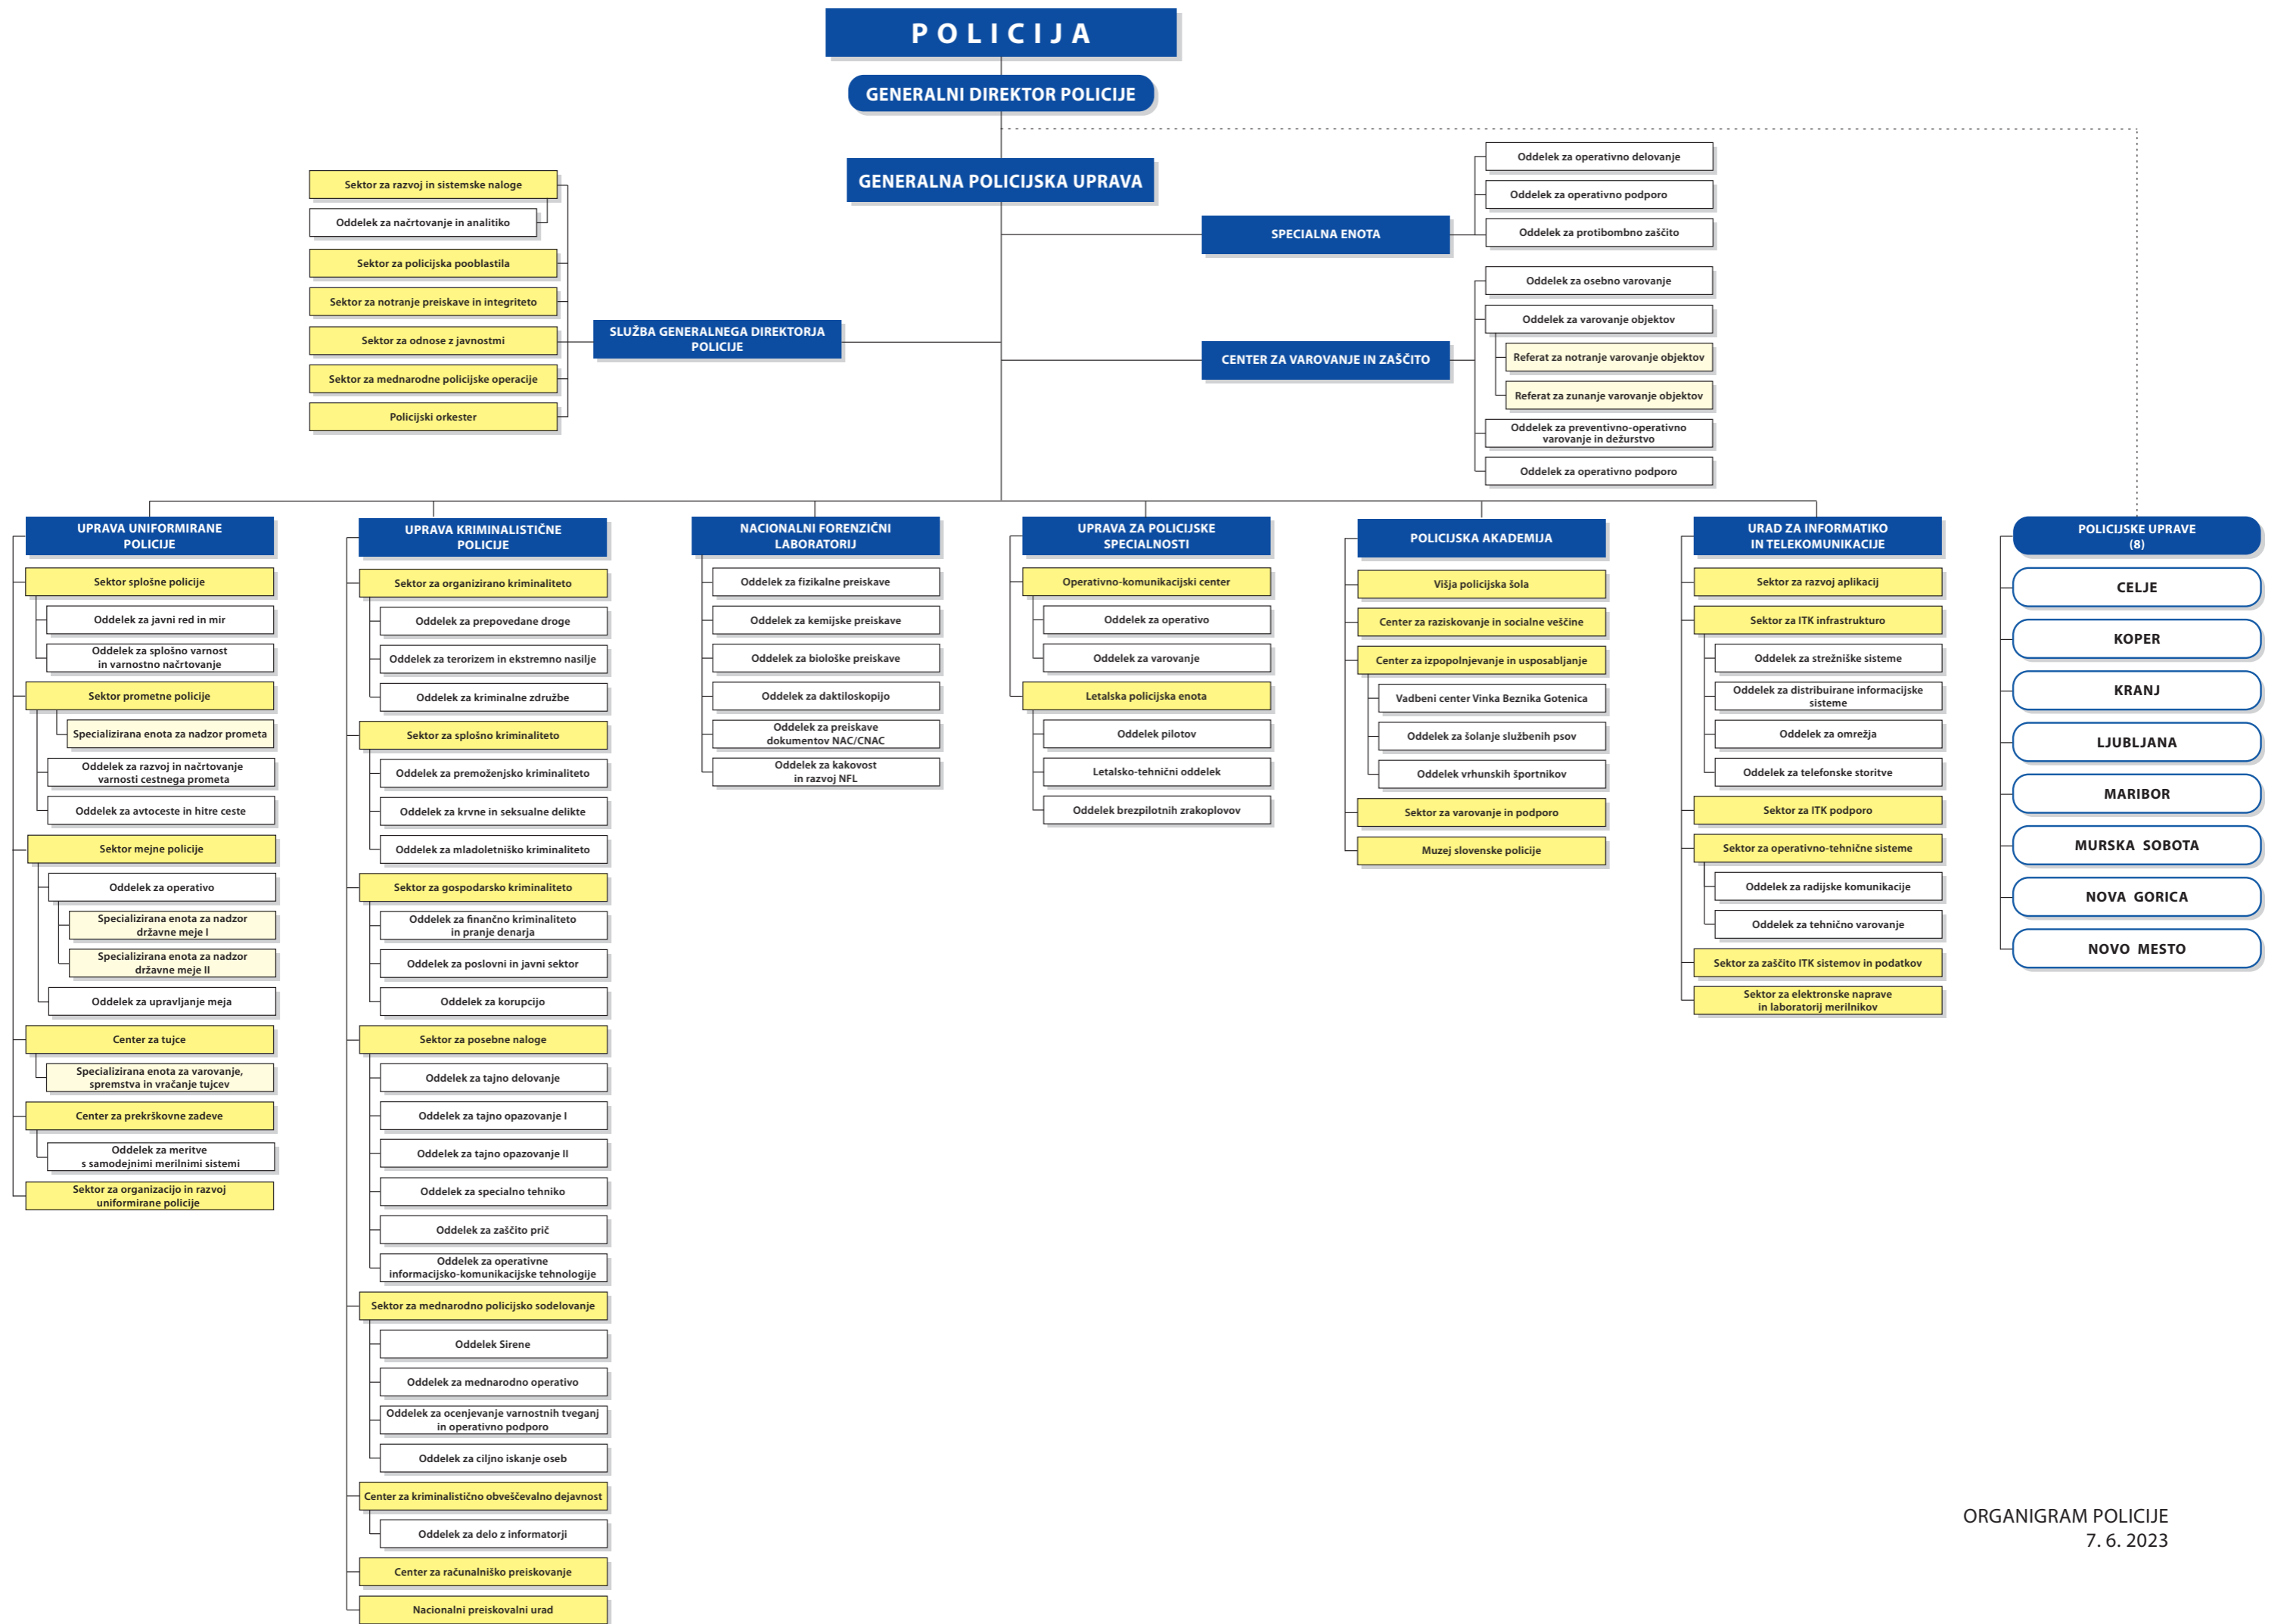 POLICIJA
GENERALNI DIREKTOR POLICIJE
GENERALNA POLICIJSKA UPRAVA
Sektor za razvoj in sistemske naloge
Oddelek za načrtovanje in analitiko
Sektor za policijska pooblastila
Sektor za notranje preiskave in integriteto
Sektor za odnose z javnostmi
Sektor za mednarodne policijske operacije
Policijski orkester
SLUŽBA GENERALNEGA DIREKTORJA
POLICIJE
SPECIALNA ENOTA
Oddelek za operativno delovanje
Oddelek za operativno podporo
Oddelek za protibombno zaščito
CENTER ZA VAROVANJE IN ZAŠČITO
Oddelek za osebno varovanje
Oddelek za varovanje objektov
Referat za notranje varovanje objektov
Referat za zunanje varovanje objektov
Oddelek za preventivno-operativno
varovanje in dežurstvo
Oddelek za operativno podporo
UPRAVA UNIFORMIRANE
POLICIJE
Sektor splošne policije
Oddelek za javni red in mir
Oddelek za splošno varnost
in varnostno načrtovanje
Sektor prometne policije
Specializirana enota za nadzor prometa
Oddelek za razvoj in načrtovanje
varnosti cestnega prometa
Oddelek za avtoceste in hitre ceste
Sektor mejne policije
Oddelek za operativo
Specializirana enota za nadzor
državne meje I
Specializirana enota za nadzor
državne meje II
Oddelek za upravljanje meja
Center za tujce
Specializirana enota za varovanje,
spremstva in vračanje tujcev
Center za prekrškovne zadeve
Oddelek za meritve
s samodejnimi merilnimi sistemi
Sektor za organizacijo in razvoj
uniformirane policije
UPRAVA KRIMINALISTIČNE
POLICIJE
Sektor za organizirano kriminaliteto
Oddelek za prepovedane droge
Oddelek za terorizem in ekstremno nasilje
Oddelek za kriminalne združbe
Sektor za splošno kriminaliteto
Oddelek za premoženjsko kriminaliteto
Oddelek za krvne in seksualne delikte
Oddelek za mladoletniško kriminaliteto
Sektor za gospodarsko kriminaliteto
Oddelek za finančno kriminaliteto
in pranje denarja
Oddelek za poslovni in javni sektor
Oddelek za korupcijo
Sektor za posebne naloge
Oddelek za tajno delovanje
Oddelek za tajno opazovanje I
Oddelek za tajno opazovanje II
Oddelek za specialno tehniko
Oddelek za zaščito prič
Oddelek za operativne
informacijsko-komunikacijske tehnologije
Sektor za mednarodno policijsko sodelovanje
Oddelek Sirene
Oddelek za mednarodno operativo
Oddelek za ocenjevanje varnostnih tveganj
in operativno podporo
Oddelek za ciljno iskanje oseb
Center za kriminalistično obveščevalno dejavnost
Oddelek za delo z informatorji
Center za računalniško preiskovanje
Nacionalni preiskovalni urad
NACIONALNI FORENZIČNI
LABORATORIJ
Oddelek za fizikalne preiskave
Oddelek za kemijske preiskave
Oddelek za biološke preiskave
Oddelek za daktiloskopijo
Oddelek za preiskave
dokumentov NAC/CNAC
Oddelek za kakovost
in razvoj NFL
UPRAVA ZA POLICIJSKE
SPECIALNOSTI
Operativno-komunikacijski center
Oddelek za operativo
Oddelek za varovanje
Letalska policijska enota
Oddelek pilotov
Letalsko-tehnični oddelek
Oddelek brezpilotnih zrakoplovov
POLICIJSKA AKADEMIJA
Višja policijska šola
Center za raziskovanje in socialne veščine
Center za izpopolnjevanje in usposabljanje
Vadbeni center Vinka Beznika Gotenica
Oddelek za šolanje službenih psov
Oddelek vrhunskih športnikov
Sektor za varovanje in podporo
Muzej slovenske policije
URAD ZA INFORMATIKO
IN TELEKOMUNIKACIJE
Sektor za razvoj aplikacij
Sektor za ITK infrastrukturo
Oddelek za strežniške sisteme
Oddelek za distribuirane informacijske
sisteme
Oddelek za omrežja
Oddelek za telefonske storitve
Sektor za ITK podporo
Sektor za operativno-tehnične sisteme
Oddelek za radijske komunikacije
Oddelek za tehnično varovanje
Sektor za zaščito ITK sistemov in podatkov
Sektor za elektronske naprave
in laboratorij merilnikov
POLICIJSKE UPRAVE
(8)
CELJE
KOPER
KRANJ
LJUBLJANA
MARIBOR
MURSKA SOBOTA
NOVA GORICA
NOVO MESTO
ORGANIGRAM POLICIJE
7. 6. 2023